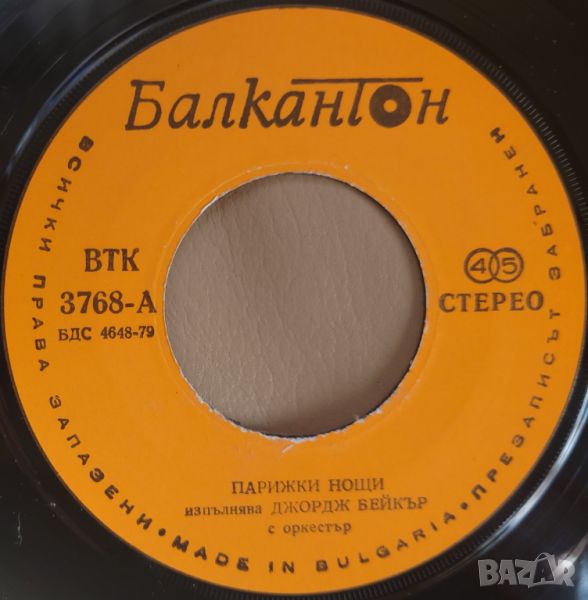 Балкантон
ВСИЧКИ ПРАВА ЗАПАЗЕНИ • MADE IN BULGARIA • ПРЕЗАПИСЪТ ЗАБРАНЕН
ВТК
3768-А
БДС 4648-79
45
СТЕРЕО
ПАРИЖКИ НОЩИ
изпълнява ДЖОРДЖ БЕЙКЪР
с оркестър
BAZAR